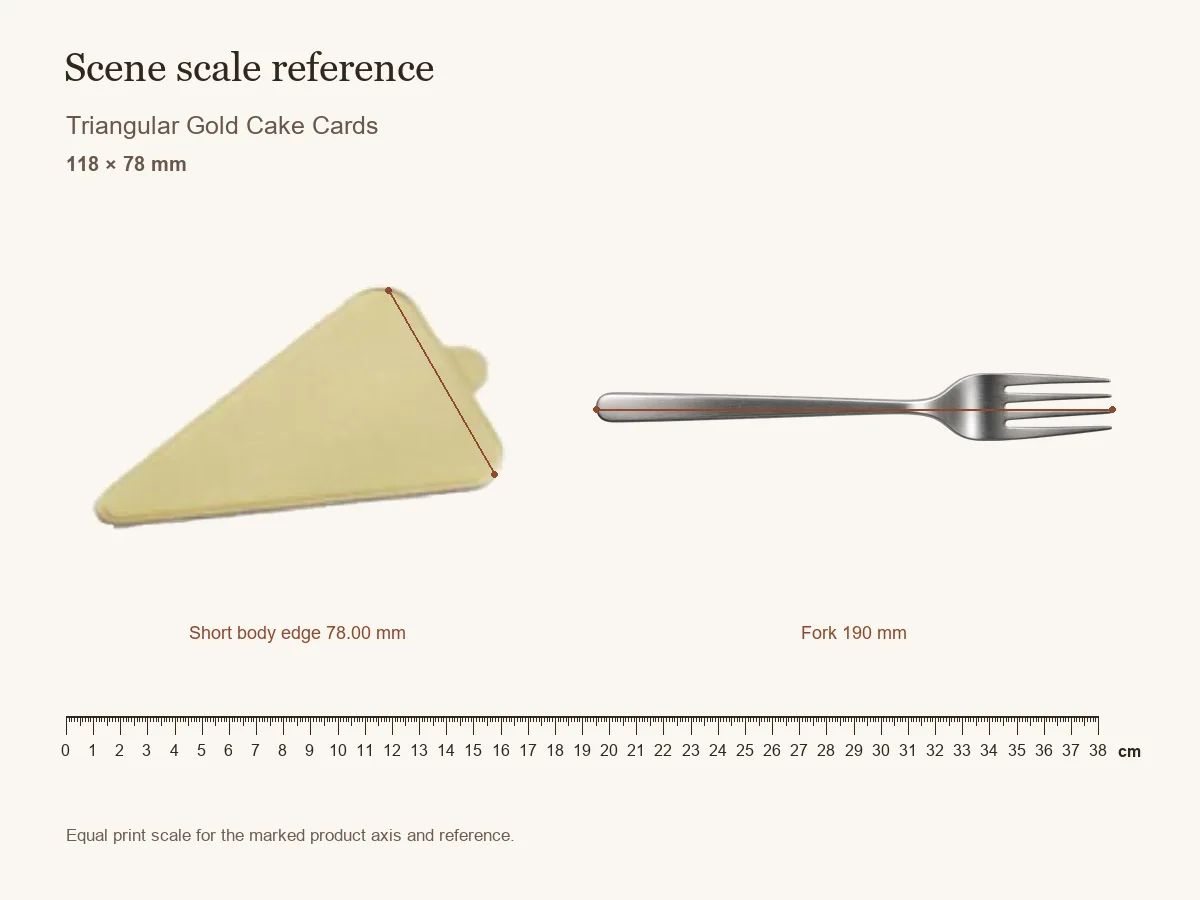 Scene scale reference
Triangular Gold Cake Cards
118 × 78 mm
Short body edge 78.00 mm
Fork 190 mm
0 1 2 3 4 5 6 7 8 9 10 11 12 13 14 15 16 17 18 19 20 21 22 23 24 25 26 27 28 29 30 31 32 33 34 35 36 37 38 cm
Equal print scale for the marked product axis and reference.